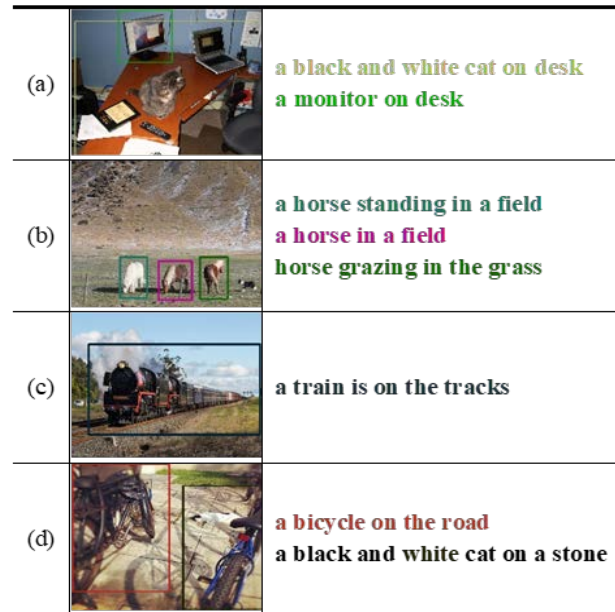 (a)
a black and white cat on desk
a monitor on desk
(b)
a horse standing in a field
a horse in a field
horse grazing in the grass
(c)
a train is on the tracks
(d)
a bicycle on the road
a black and white cat on a stone